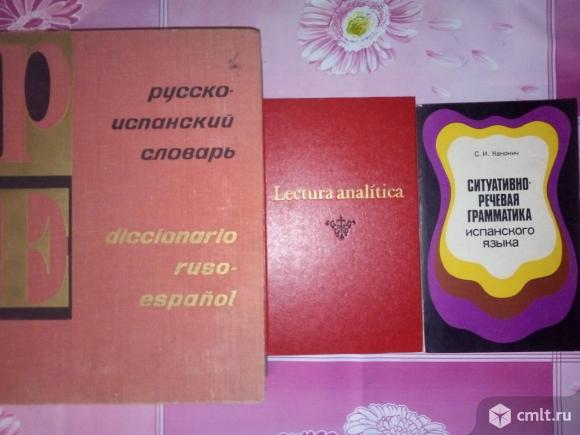 Р
Е
русско-
испанский
словарь
diccionario
ruso-
español
Lectura analítica
С. И. Канонич
СИТУАТИВНО-
РЕЧЕВАЯ
ГРАММАТИКА
ИСПАНСКОГО
ЯЗЫКА
cmlt.ru